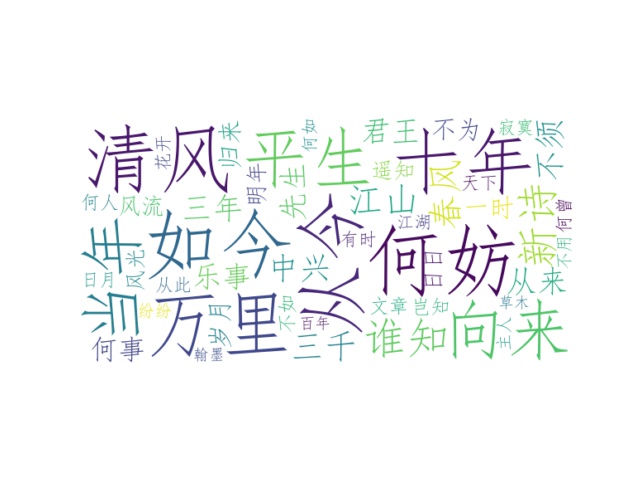 清风
花开
归来
平生
何如
君王
十年
不为
寂寞
不须
明年
先生
遥知
春风
天下
何人
风流
三年
江山
江湖
一时
新诗
何曾
当年
如今
从今
有时
何妨
日日
不用
日月
风光
从此
乐事
中兴
从来
纷纷
万里
岁月
不如
百年
文章
岂知
草木
何事
翰墨
三千
谁知
向来
主人